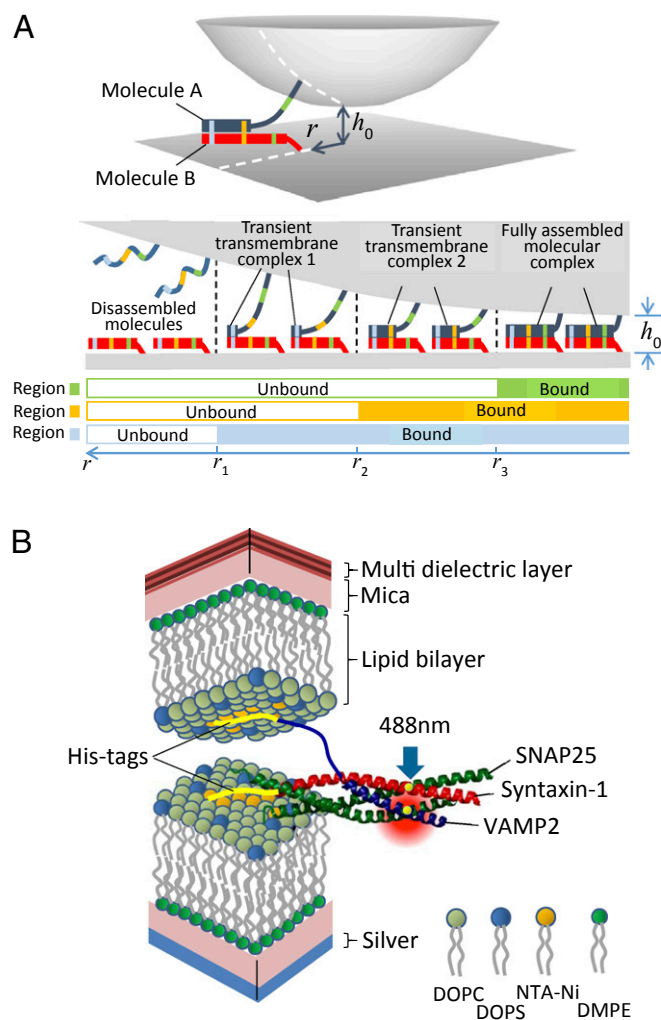 A
Molecule A
Molecule B
r
h0
Transient
transmembrane
complex 1
Transient
transmembrane
complex 2
Fully assembled
molecular
complex
Disassembled
molecules
h0
Region Unbound Bound
Region Unbound Bound
Region Unbound Bound
r r1 r2 r3
B
Multi dielectric layer
Mica
Lipid bilayer
His-tags
488nm
SNAP25
Syntaxin-1
VAMP2
Silver
DOPC DOPS NTA-Ni DMPE